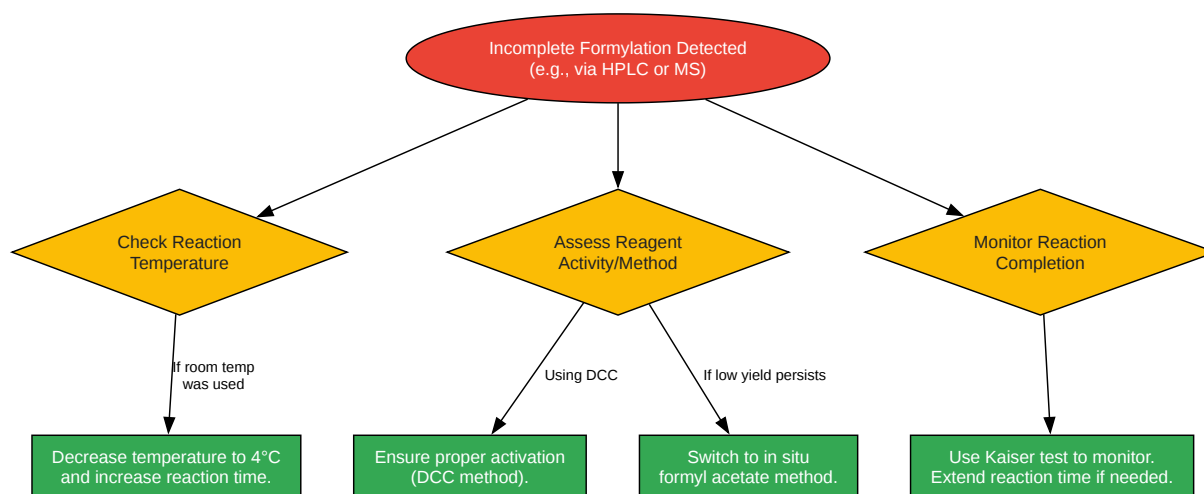 Incomplete Formylation Detected
(e.g., via HPLC or MS)
Check Reaction
Temperature
Assess Reagent
Activity/Method
Monitor Reaction
Completion
If room temp
was used
Using DCC
If low yield persists
Decrease temperature to 4°C
and increase reaction time.
Ensure proper activation
(DCC method).
Switch to in situ
formyl acetate method.
Use Kaiser test to monitor.
Extend reaction time if needed.